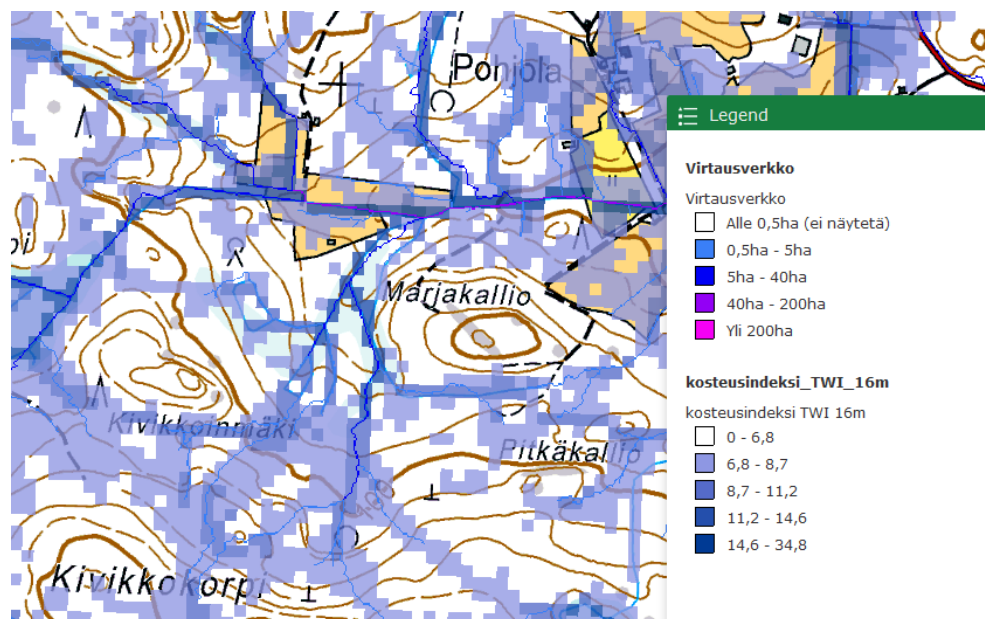 Pohjola
Legend
Virtausverkko
Virtausverkko
Alle 0,5ha (ei näytetä)
0,5ha - 5ha
5ha - 40ha
40ha - 200ha
Yli 200ha
Marjakallio
kosteusindeksi_TWI_16m
kosteusindeksi TWI 16m
0 - 6,8
6,8 - 8,7
8,7 - 11,2
11,2 - 14,6
14,6 - 34,8
Kivikkoinmäki
Pitkäkallio
Kivikkokorpi